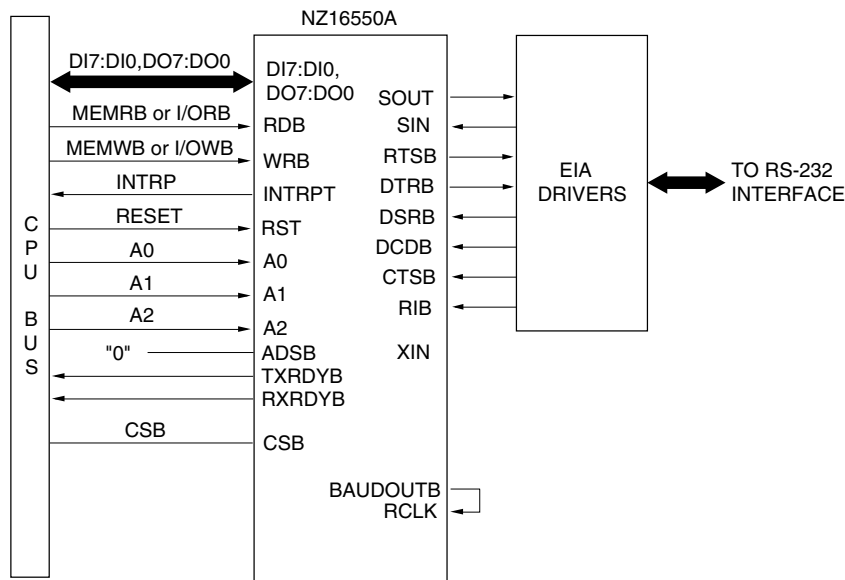 NZ16550A
DI7:DI0,DO7:DO0
MEMRB or I/ORB
MEMWB or I/OWB
INTRP
RESET
A0
A1
A2
"0"
CSB
CPU BUS
DI7:DI0,
DO7:DO0
RDB
WRB
INTRPT
RST
A0
A1
A2
ADSB
TXRDYB
RXRDYB
CSB
SOUT
SIN
RTSB
DTRB
DSRB
DCDB
CTSB
RIB
XIN
BAUDOUTB
RCLK
EIA
DRIVERS
TO RS-232
INTERFACE